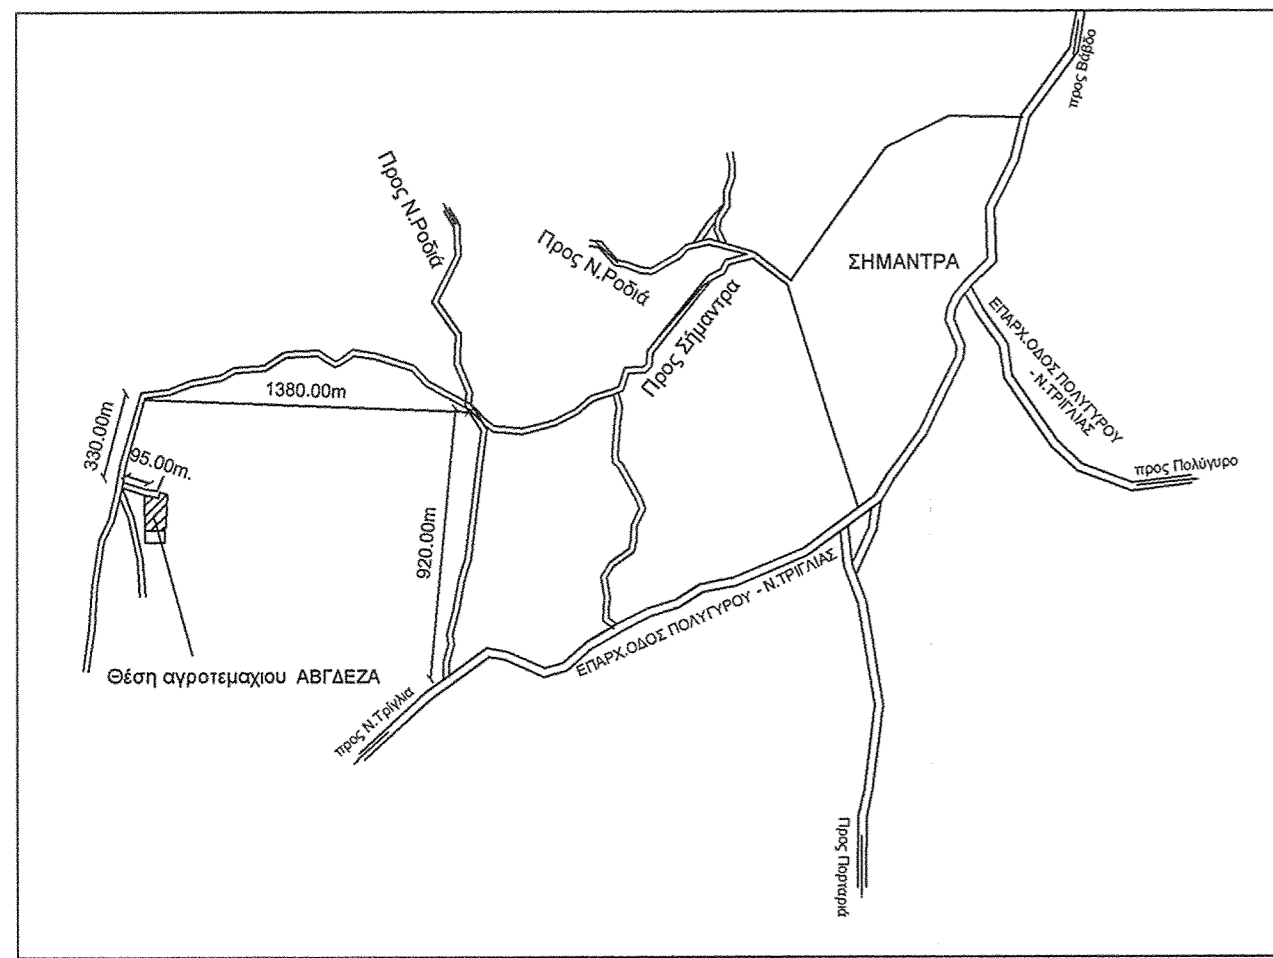 προς Βάβδο
Προς Ν.Ροδιά
Προς Ν.Ροδιά
ΣΗΜΑΝΤΡΑ
Προς Σήμαντρα
ΕΠΑΡΧ.ΟΔΟΣ ΠΟΛΥΓΥΡΟΥ
- Ν.ΤΡΙΓΛΙΑΣ
προς Πολύγυρο
1380.00m
330.00m
95.00m.
920.00m
ΕΠΑΡΧ.ΟΔΟΣ ΠΟΛΥΓΥΡΟΥ - Ν.ΤΡΙΓΛΙΑΣ
Θέση αγροτεμαχιου ΑΒΓΔΕΖΑ
προς Ν.Τρίγλια
Προς Πορταριά